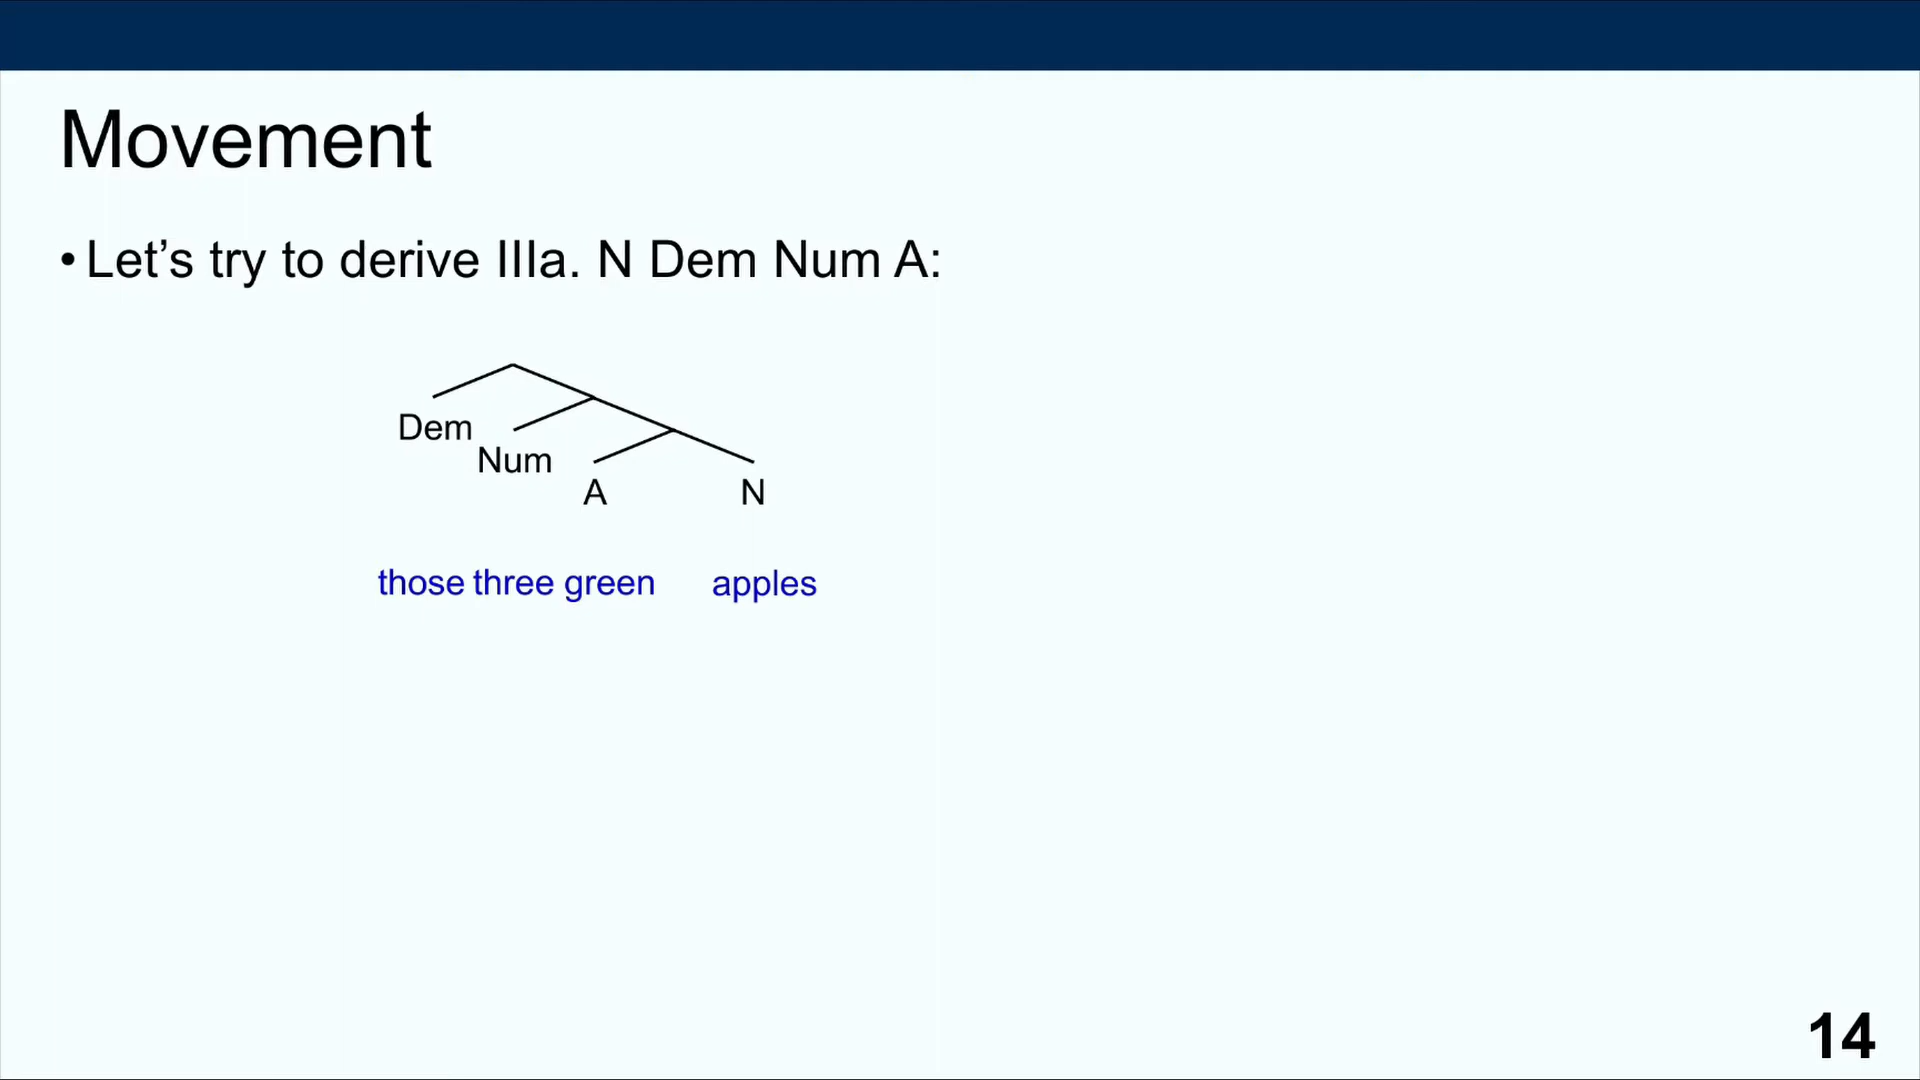 Movement
• Let’s try to derive IIIa. N Dem Num A:
Dem
Num
A N
those three green apples
14